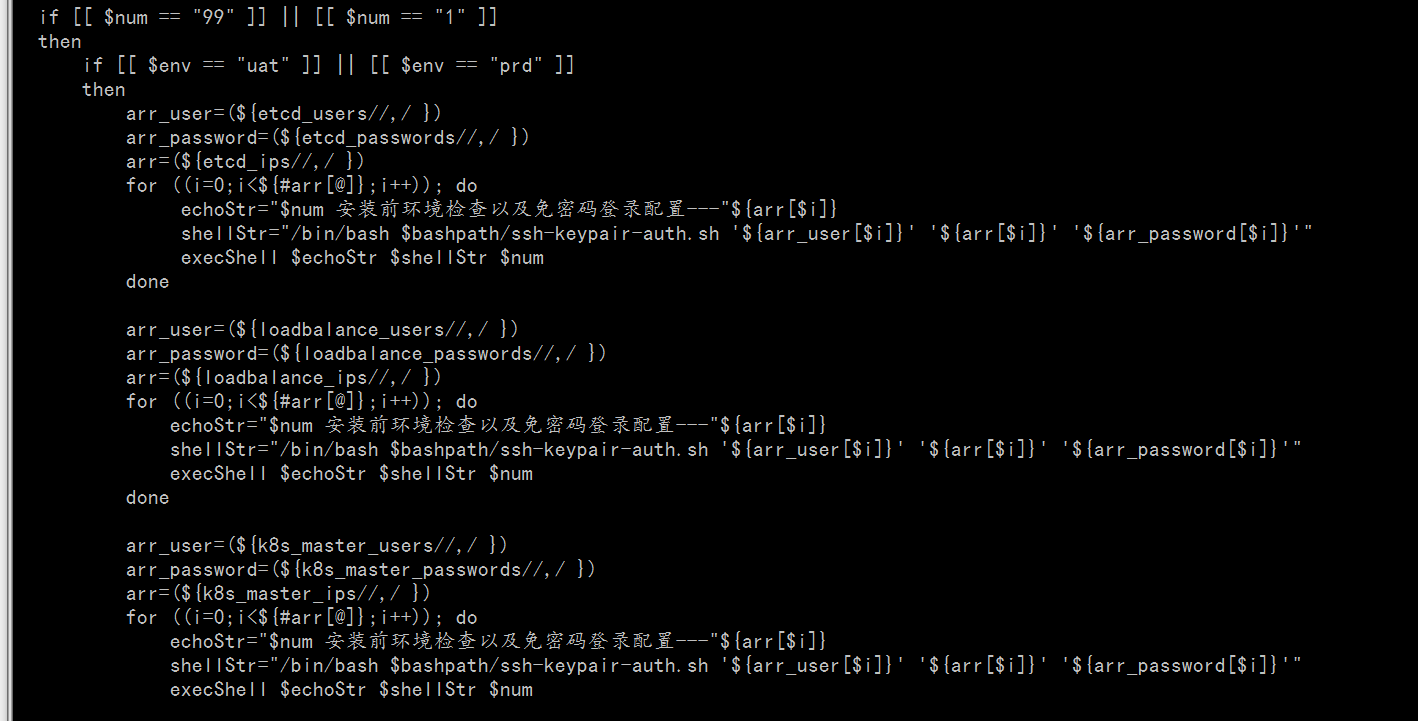 if [[ $num == "99" ]] || [[ $num == "1" ]]
then
if [[ $env == "uat" ]] || [[ $env == "prd" ]]
then
arr_user=(${etcd_users//,/ })
arr_password=(${etcd_passwords//,/ })
arr=(${etcd_ips//,/ })
for ((i=0;i<${#arr[@]};i++)); do
echoStr="$num 安装前环境检查以及免密码登录配置---"${arr[$i]}
shellStr="/bin/bash $bashpath/ssh-keypair-auth.sh '${arr_user[$i]}' '${arr[$i]}' '${arr_password[$i]}'"
execShell $echoStr $shellStr $num
done
arr_user=(${loadbalance_users//,/ })
arr_password=(${loadbalance_passwords//,/ })
arr=(${loadbalance_ips//,/ })
for ((i=0;i<${#arr[@]};i++)); do
echoStr="$num 安装前环境检查以及免密码登录配置---"${arr[$i]}
shellStr="/bin/bash $bashpath/ssh-keypair-auth.sh '${arr_user[$i]}' '${arr[$i]}' '${arr_password[$i]}'"
execShell $echoStr $shellStr $num
done
arr_user=(${k8s_master_users//,/ })
arr_password=(${k8s_master_passwords//,/ })
arr=(${k8s_master_ips//,/ })
for ((i=0;i<${#arr[@]};i++)); do
echoStr="$num 安装前环境检查以及免密码登录配置---"${arr[$i]}
shellStr="/bin/bash $bashpath/ssh-keypair-auth.sh '${arr_user[$i]}' '${arr[$i]}' '${arr_password[$i]}'"
execShell $echoStr $shellStr $num